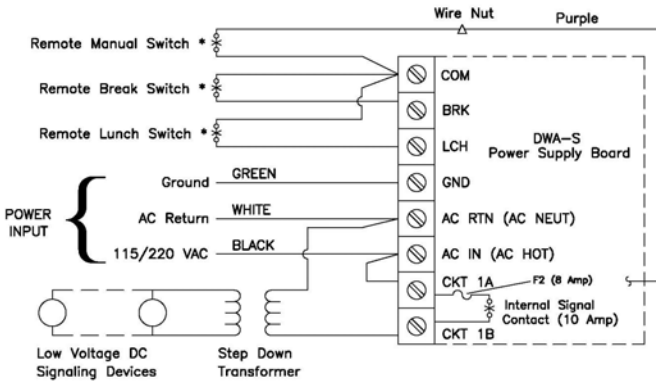 Wire Nut
Purple
Remote Manual Switch *
COM
Remote Break Switch *
BRK
Remote Lunch Switch *
LCH
DWA-S
Power Supply Board
Ground
GREEN
GND
POWER
INPUT
AC Return
WHITE
AC RTN (AC NEUT)
115/220 VAC
BLACK
AC IN (AC HOT)
CKT 1A
F2 (8 Amp)
Internal Signal
Contact (10 Amp)
CKT 1B
Low Voltage DC
Signaling Devices
Step Down
Transformer